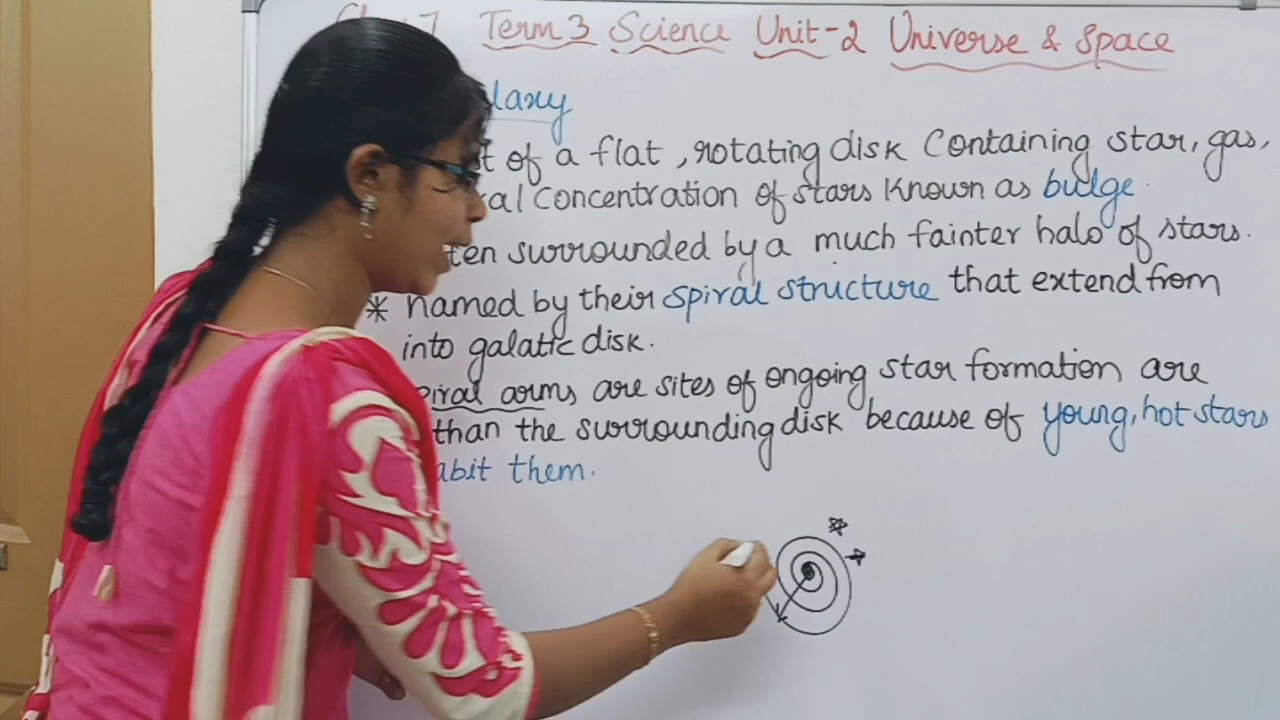 7 Term 3 Science Unit-2 Universe & Space
laxy
t of a flat, rotating disk Containing star, gas,
al concentration of stars known as bulge.
ten surrounded by a much fainter halo of stars.
* named by their spiral structure that extend from
into galatic disk.
piral arms are sites of ongoing star formation are
than the surrounding disk because of young, hot stars
abit them.